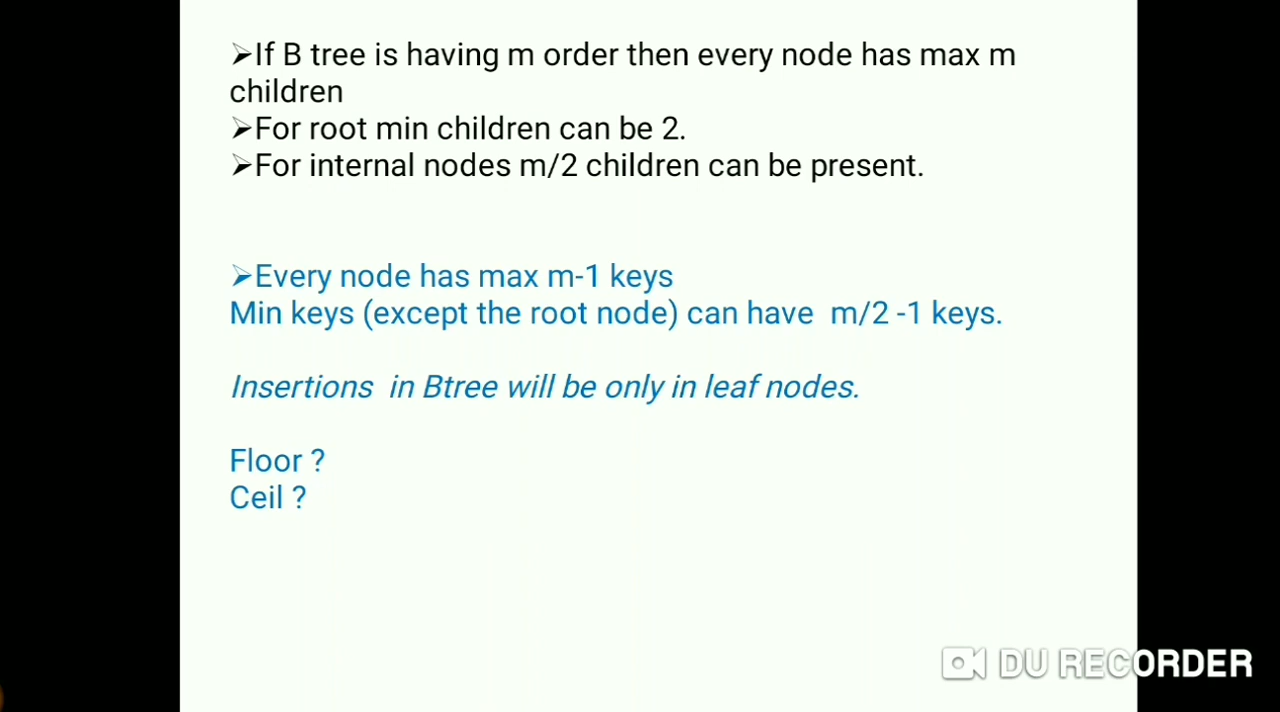 ➢If B tree is having m order then every node has max m
children
➢For root min children can be 2.
➢For internal nodes m/2 children can be present.
➢Every node has max m-1 keys
Min keys (except the root node) can have m/2 -1 keys.
Insertions in Btree will be only in leaf nodes.
Floor ?
Ceil ?
DU RECORDER